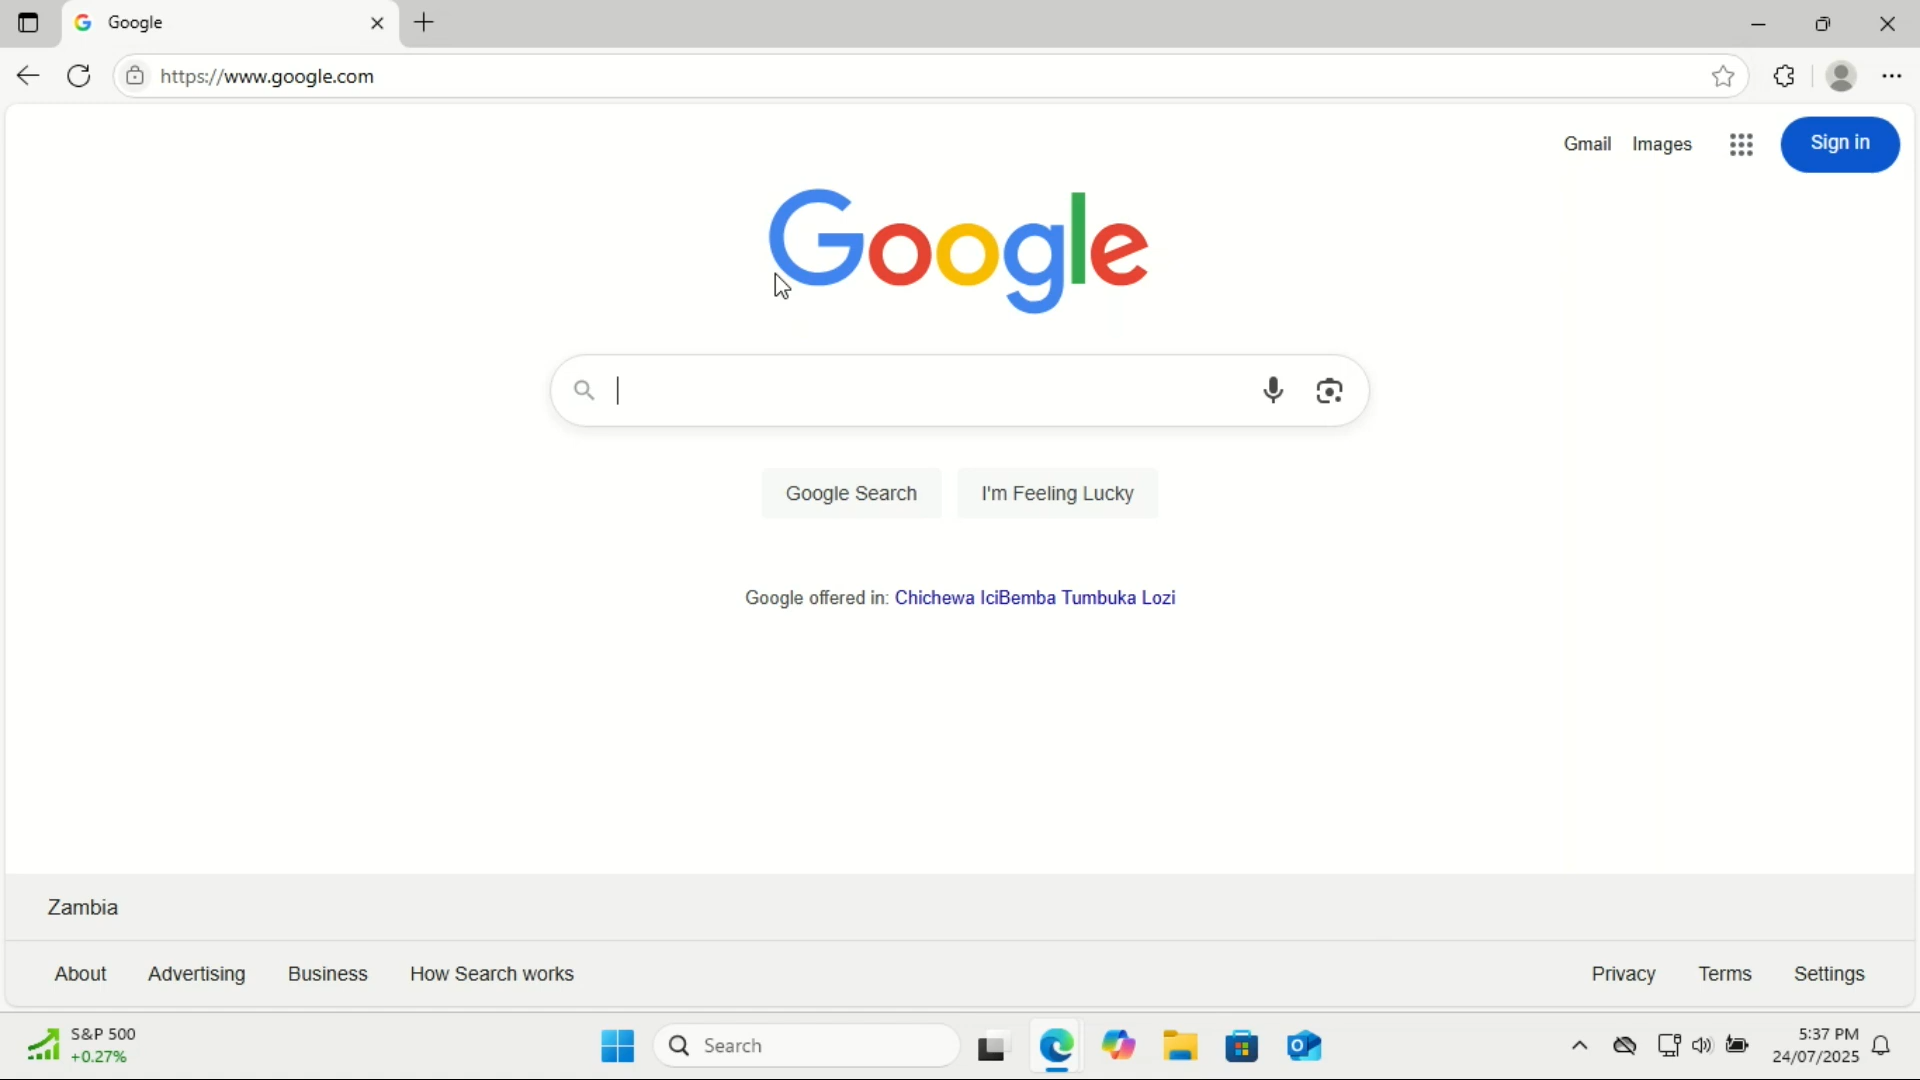 Google
https://www.google.com
Gmail Images Sign in
Google
Google Search I'm Feeling Lucky
Google offered in: Chichewa IciBemba Tumbuka Lozi
Zambia
About Advertising Business How Search works Privacy Terms Settings
S&P 500
+0.27%
Search
5:37 PM
24/07/2025